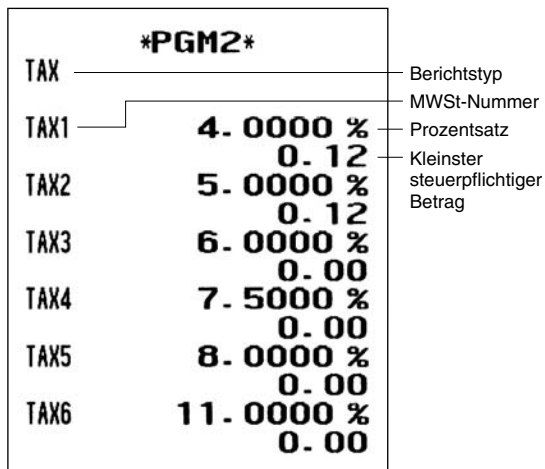 *PGM2*
TAX
Berichtstyp
MWSt-Nummer
TAX1 4.0000 % Prozentsatz
0.12 Kleinster
steuerpflichtiger
Betrag
TAX2 5.0000 %
0.12
TAX3 6.0000 %
0.00
TAX4 7.5000 %
0.00
TAX5 8.0000 %
0.00
TAX6 11.0000 %
0.00